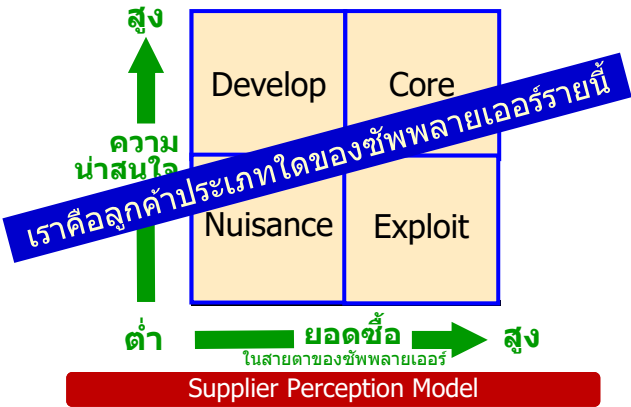 สูง
Develop
Core
ความ
น่าสนใจ
เราคือลูกค้าประเภทใดของซัพพลายเออร์รายนี้
Nuisance
Exploit
ต่ำ
ยอดซื้อ
สูง
ในสายตาของซัพพลายเออร์
Supplier Perception Model